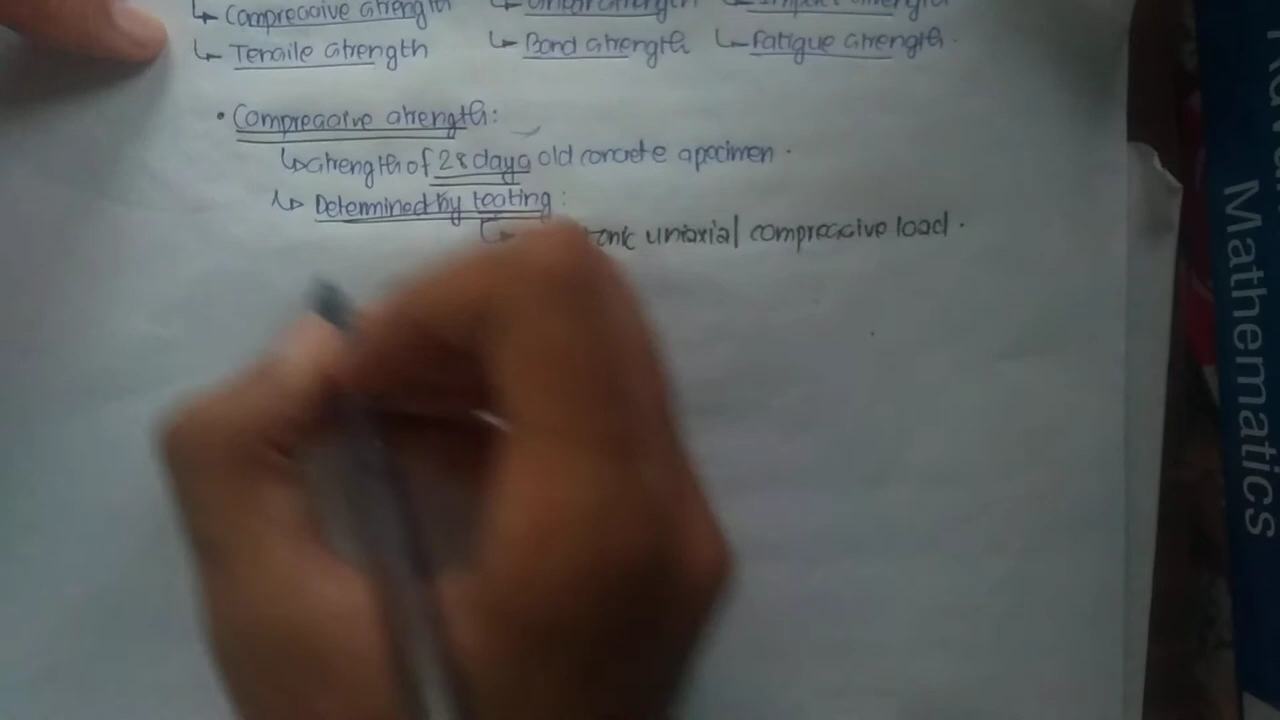 ↳ Compressive strength
↳ Tensile strength ↳ Bond strength ↳ Fatigue strength.
• Compressive strength:
↳ strength of 28 days old concrete specimen.
↳ Determined by testing:
uniaxial compressive load.
Mathematics